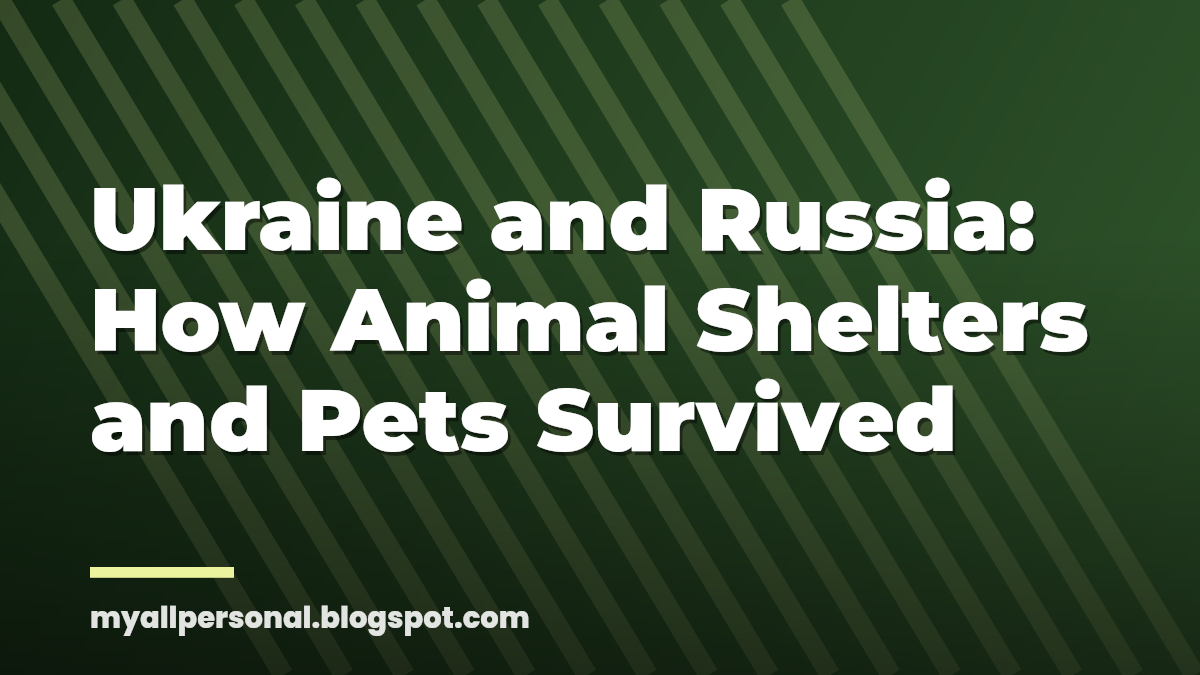 Ukraine and Russia:
How Animal Shelters
and Pets Survived
myallpersonal.blogspot.com